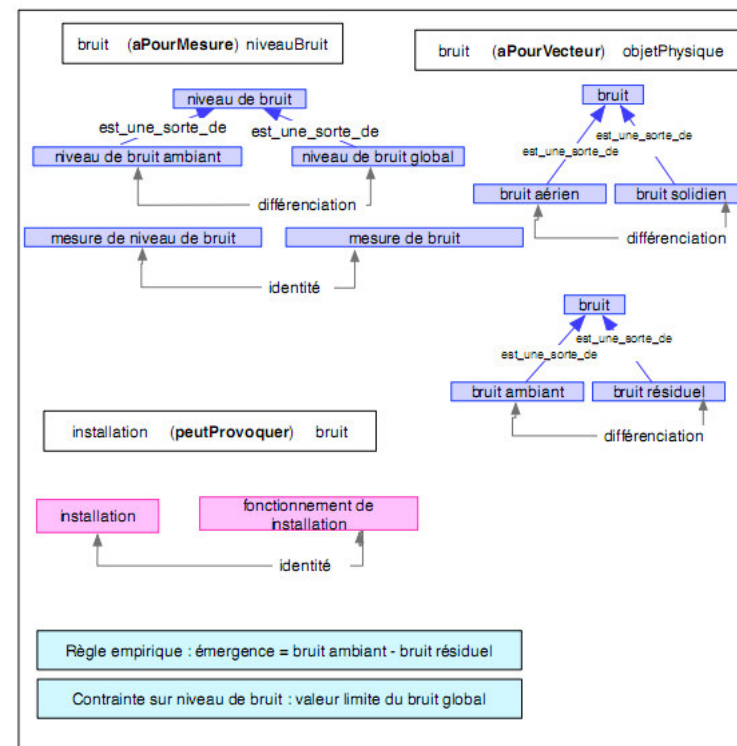 bruit (aPourMesure) niveauBruit
niveau de bruit
est_une_sorte_de
est_une_sorte_de
niveau de bruit ambiant
niveau de bruit global
différenciation
mesure de niveau de bruit
mesure de bruit
identité
bruit (aPourVecteur) objetPhysique
bruit
est_une_sorte_de
est_une_sorte_de
bruit aérien
bruit solidien
différenciation
bruit
est_une_sorte_de
est_une_sorte_de
bruit ambiant
bruit résiduel
différenciation
installation (peutProvoquer) bruit
installation
fonctionnement de
installation
identité
Règle empirique : émergence = bruit ambiant - bruit résiduel
Contrainte sur niveau de bruit : valeur limite du bruit global